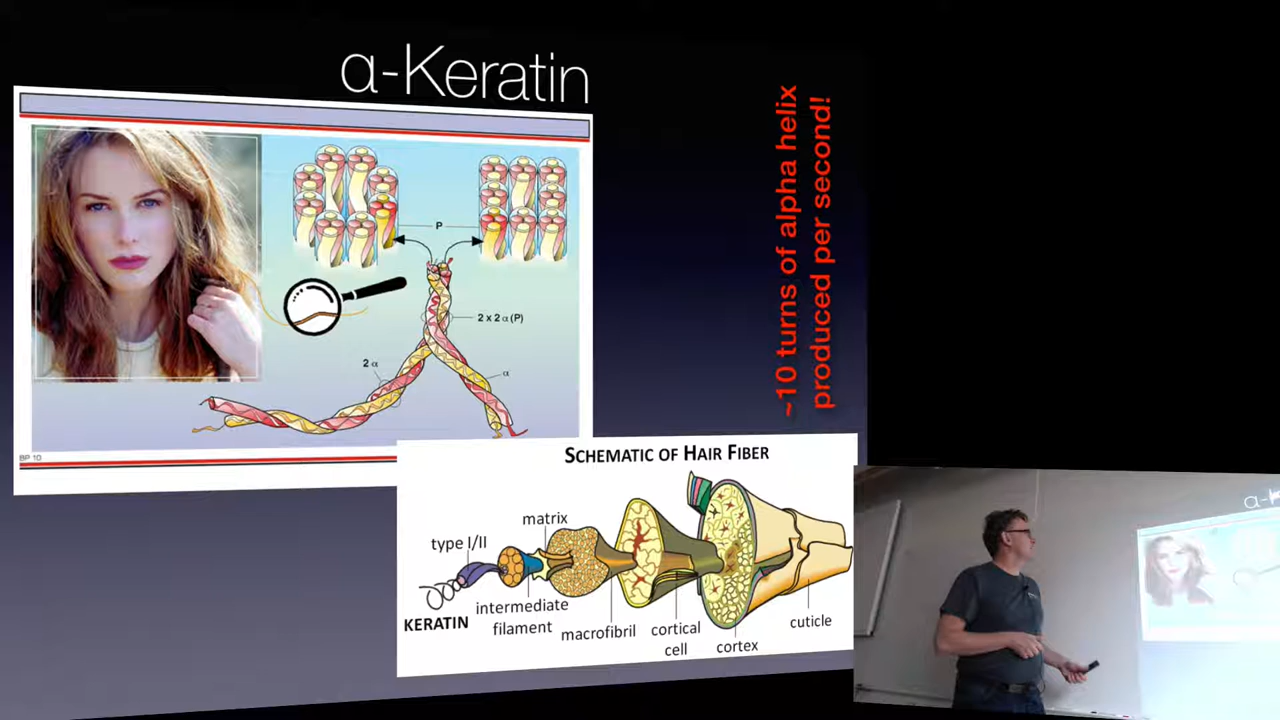 α-Keratin
~10 turns of alpha helix
produced per second!
P
2 x 2 α (P)
2 α
α
BP 10
SCHEMATIC OF HAIR FIBER
matrix
type I/II
intermediate
filament
KERATIN
macrofibril
cortical
cell
cortex
cuticle
α-K